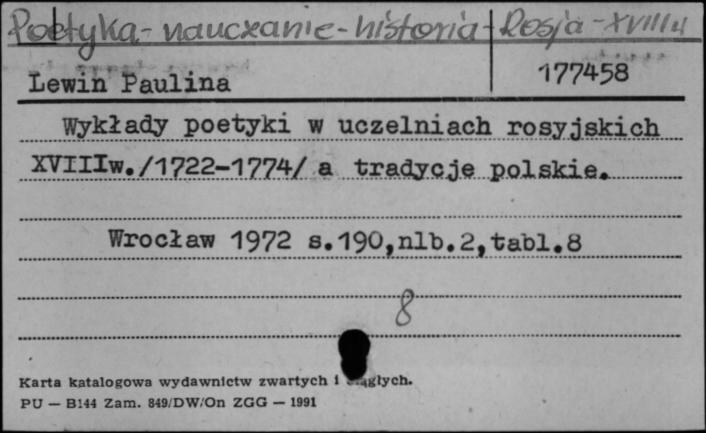 Poetyka - nauczanie - historia - Rosja - XVIII w
177458
Lewin Paulina
Wykłady poetyki w uczelniach rosyjskich
XVIIIw./1722-1774/ a tradycje polskie.
Wrocław 1972 s.190,nlb.2,tabl.8
8
Karta katalogowa wydawnictw zwartych i
PU — B144 Zam. 849/DW/On ZGG — 1991